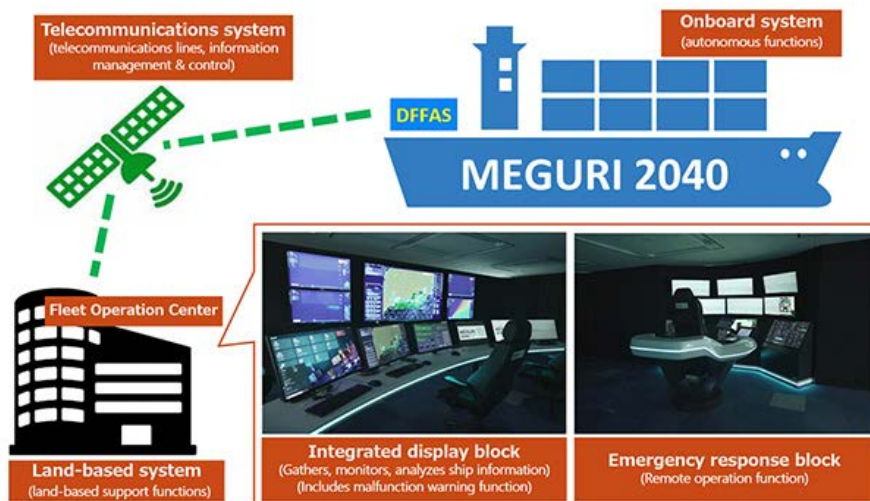 Telecommunications system
(telecommunications lines, information
management & control)
Onboard system
(autonomous functions)
DFFAS
MEGURI 2040
Fleet Operation Center
Land-based system
(land-based support functions)
MEGURI
Integrated display block
(Gathers, monitors, analyzes ship information)
(Includes malfunction warning function)
Emergency response block
(Remote operation function)